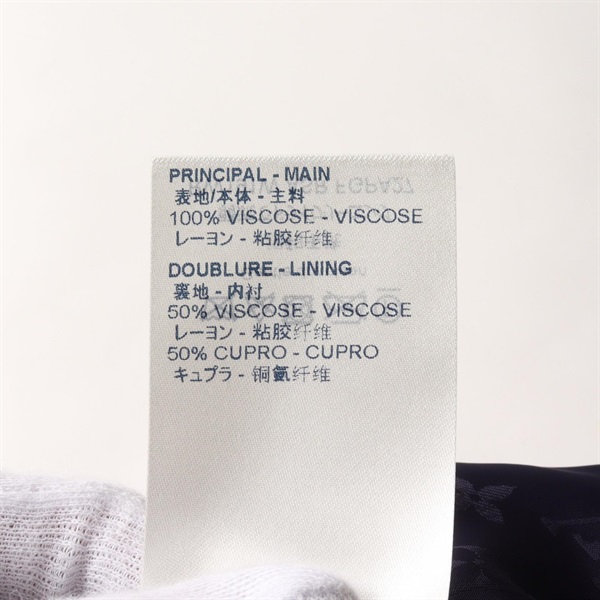 PRINCIPAL - MAIN
表地/本体 - 主料
100% VISCOSE - VISCOSE
レーヨン - 粘胶纤维
DOUBLURE - LINING
裏地 - 内衬
50% VISCOSE - VISCOSE
レーヨン - 粘胶纤维
50% CUPRO - CUPRO
キュプラ - 铜氨纤维